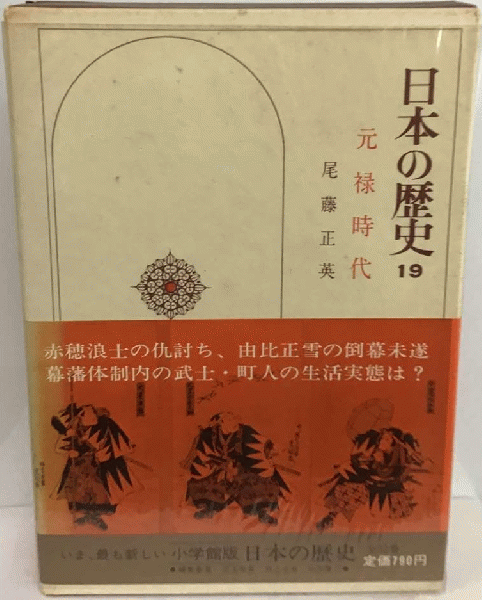 日本の歴史 19
元禄時代
尾藤正英
赤穂浪士の仇討ち、由比正雪の倒幕未遂
幕藩体制内の武士・町人の生活実態は？
いま、最も新しい 小学館版 日本の歴史
定価790円